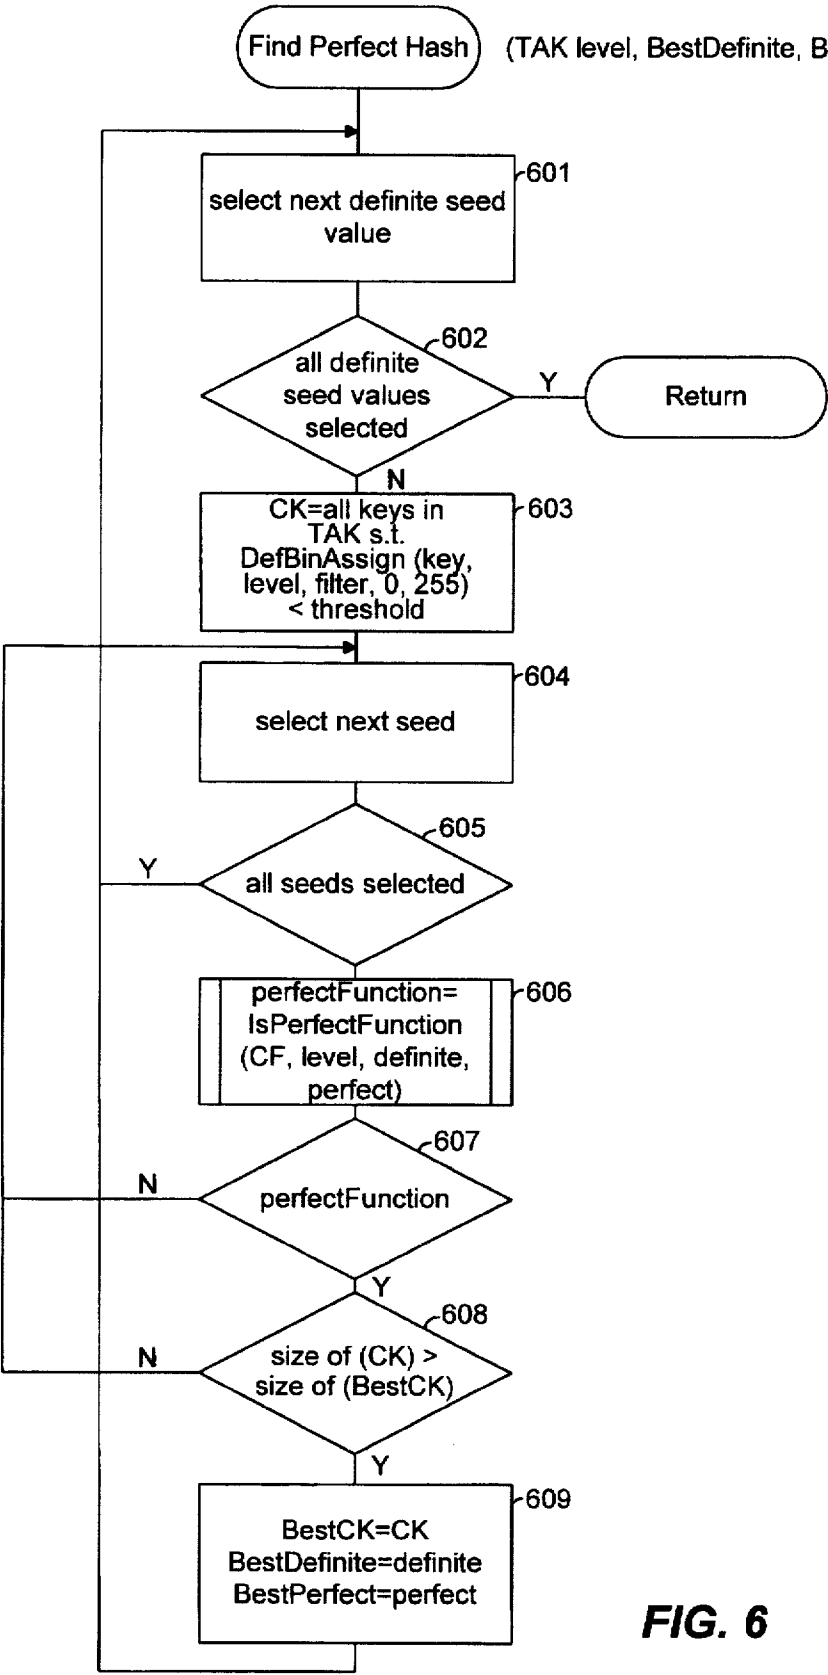 Find Perfect Hash
(TAK level, BestDefinite, B
601
select next definite seed
value
602
all definite
seed values
selected
Y
Return
N
603
CK=all keys in
TAK s.t.
DefBinAssign (key,
level, filter, 0, 255)
< threshold
604
select next seed
605
Y
all seeds selected
606
perfectFunction=
IsPerfectFunction
(CF, level, definite,
perfect)
607
N
perfectFunction
Y
608
N
size of (CK) >
size of (BestCK)
Y
609
BestCK=CK
BestDefinite=definite
BestPerfect=perfect
FIG. 6